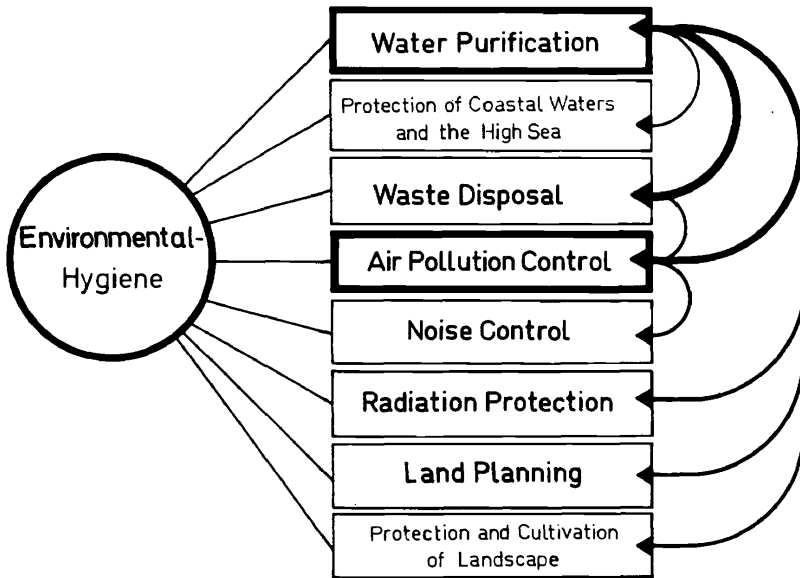 Environmental-
Hygiene
Water Purification
Protection of Coastal Waters
and the High Sea
Waste Disposal
Air Pollution Control
Noise Control
Radiation Protection
Land Planning
Protection and Cultivation
of Landscape